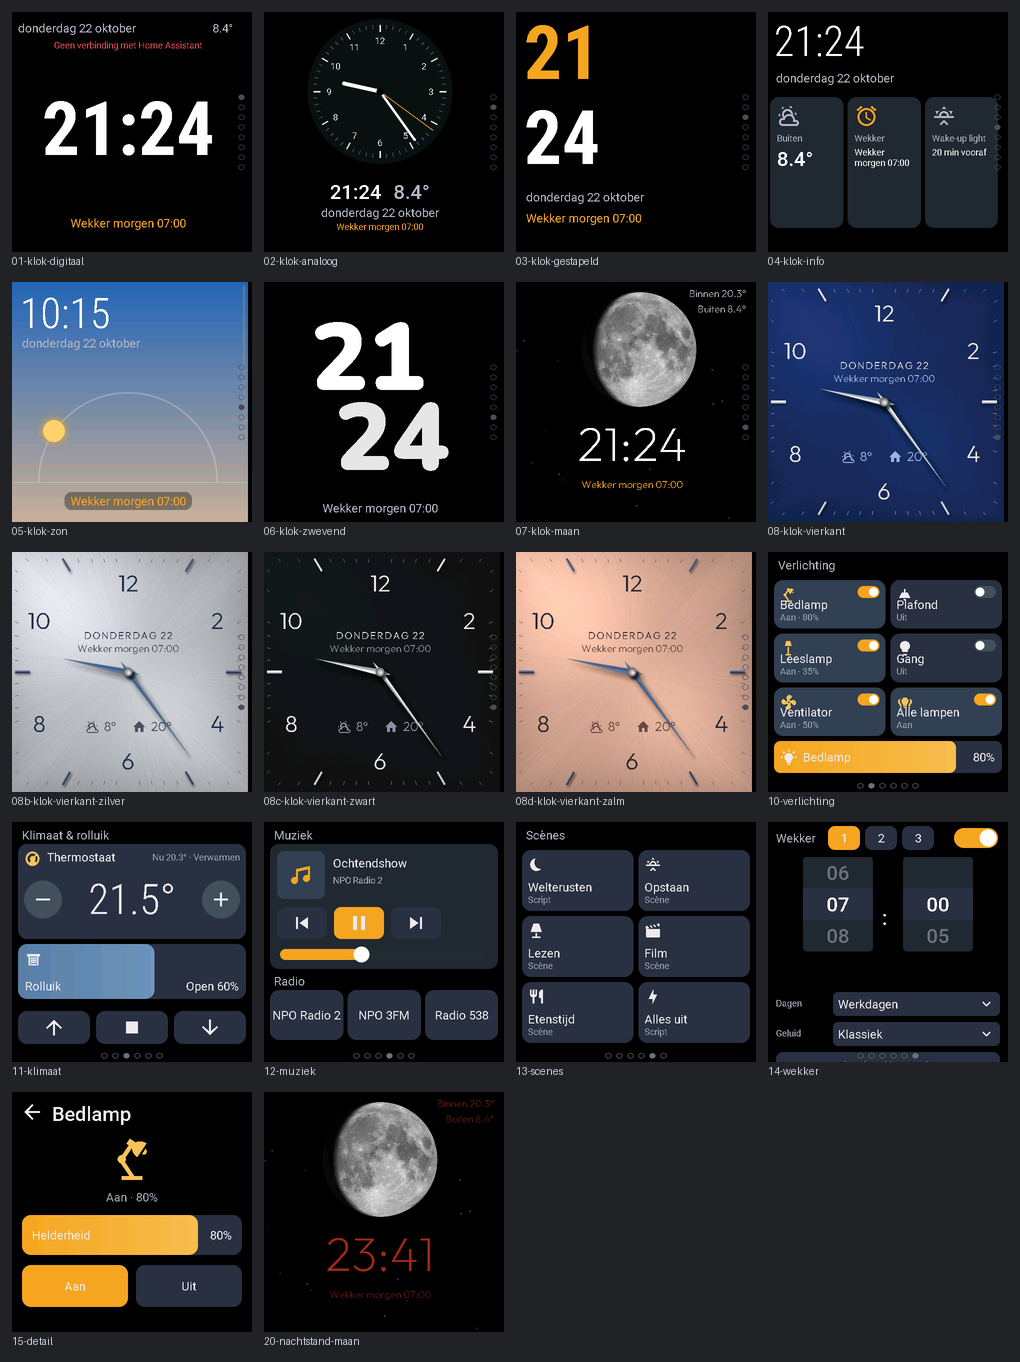 donderdag 22 oktober 8.4°
Geen verbinding met Home Assistant
21:24
Wekker morgen 07:00
01-klok-digitaal
12
11 1
10 2
9 3
8 4
7 5
6
21:24 8.4°
donderdag 22 oktober
Wekker morgen 07:00
02-klok-analoog
21
24
donderdag 22 oktober
Wekker morgen 07:00
03-klok-gestapeld
21:24
donderdag 22 oktober
Buiten
8.4°
Wekker
Wekker
morgen 07:00
Wake-up light
20 min vooraf
04-klok-info
10:15
donderdag 22 oktober
Wekker morgen 07:00
05-klok-zon
21
24
Wekker morgen 07:00
06-klok-zwevend
Binnen 20.3°
Buiten 8.4°
21:24
Wekker morgen 07:00
07-klok-maan
12
10 2
DONDERDAG 22
Wekker morgen 07:00
8 8° 20° 4
6
08-klok-vierkant
12
10 2
DONDERDAG 22
Wekker morgen 07:00
8 8° 20° 4
6
08b-klok-vierkant-zilver
12
10 2
DONDERDAG 22
Wekker morgen 07:00
8 8° 20° 4
6
08c-klok-vierkant-zwart
12
10 2
DONDERDAG 22
Wekker morgen 07:00
8 8° 20° 4
6
08d-klok-vierkant-zalm
Verlichting
Bedlamp
Aan · 80%
Plafond
Uit
Leeslamp
Aan · 35%
Gang
Uit
Ventilator
Aan · 50%
Alle lampen
Aan
Bedlamp 80%
10-verlichting
Klimaat & rolluik
Thermostaat Nu 20.3° · Verwarmen
− 21.5° +
Rolluik Open 60%
11-klimaat
Muziek
Ochtendshow
NPO Radio 2
Radio
NPO Radio 2 NPO 3FM Radio 538
12-muziek
Scènes
Welterusten
Script
Opstaan
Scène
Lezen
Scène
Film
Scène
Etenstijd
Scène
Alles uit
Script
13-scenes
Wekker 1 2 3
06
07 : 00
08 05
Dagen Werkdagen
Geluid Klassiek
14-wekker
Bedlamp
Aan · 80%
Helderheid 80%
Aan Uit
15-detail
Binnen 20.3°
Buiten 8.4°
23:41
Wekker morgen 07:00
20-nachtstand-maan